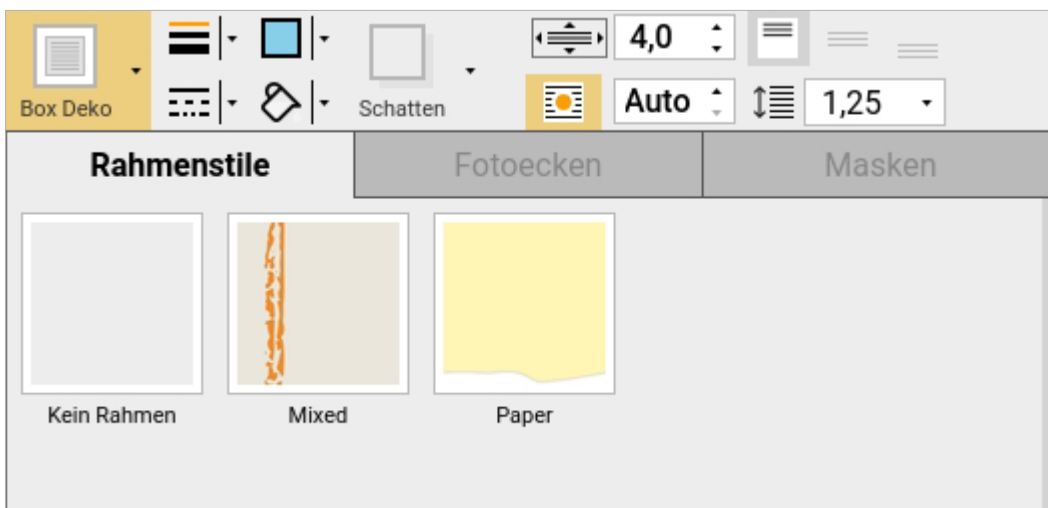 4,0
Auto
1,25
Box Deko
Schatten
Rahmenstile
Fotoecken
Masken
Kein Rahmen
Mixed
Paper